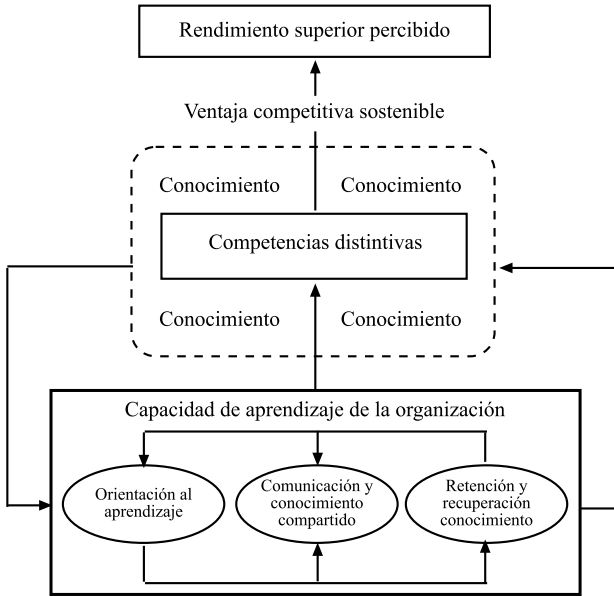 Rendimiento superior percibido
Ventaja competitiva sostenible
Conocimiento
Conocimiento
Competencias distintivas
Conocimiento
Conocimiento
Capacidad de aprendizaje de la organización
Orientación al
aprendizaje
Comunicación y
conocimiento
compartido
Retención y
recuperación
conocimiento